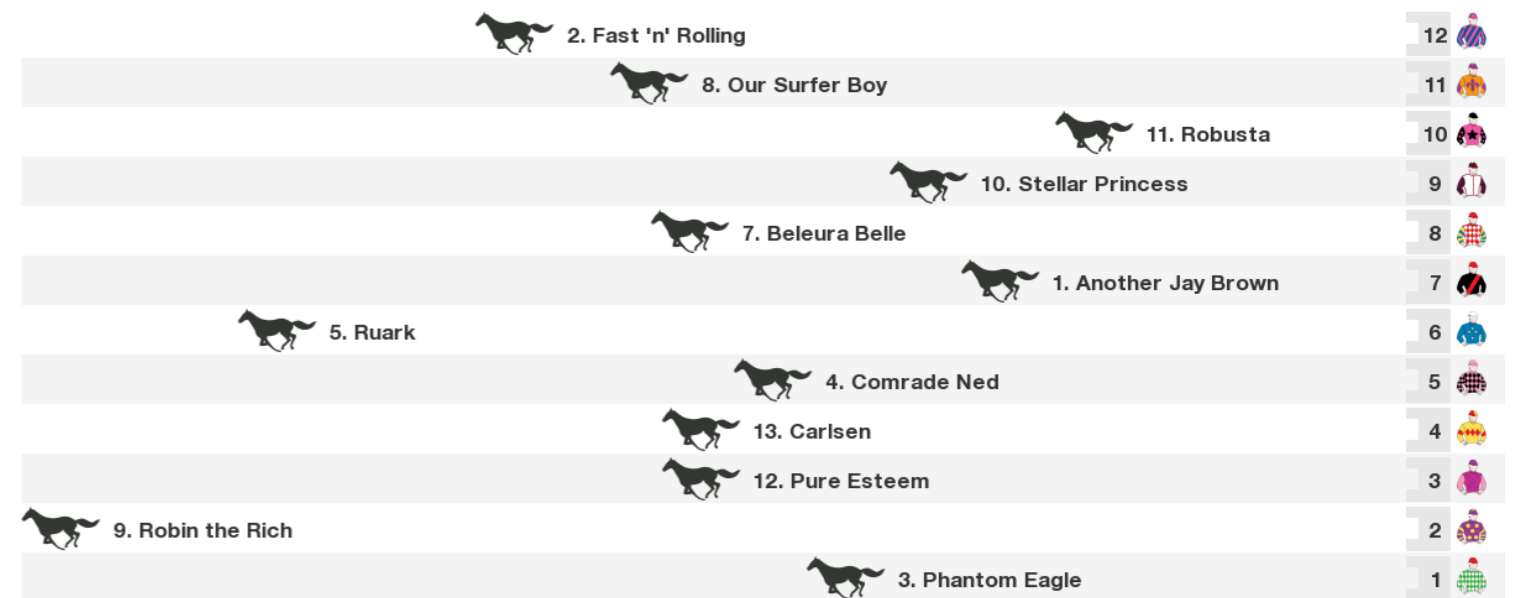 2. Fast 'n' Rolling 12
8. Our Surfer Boy 11
11. Robusta 10
10. Stellar Princess 9
7. Beleura Belle 8
1. Another Jay Brown 7
5. Ruark 6
4. Comrade Ned 5
13. Carlsen 4
12. Pure Esteem 3
9. Robin the Rich 2
3. Phantom Eagle 1